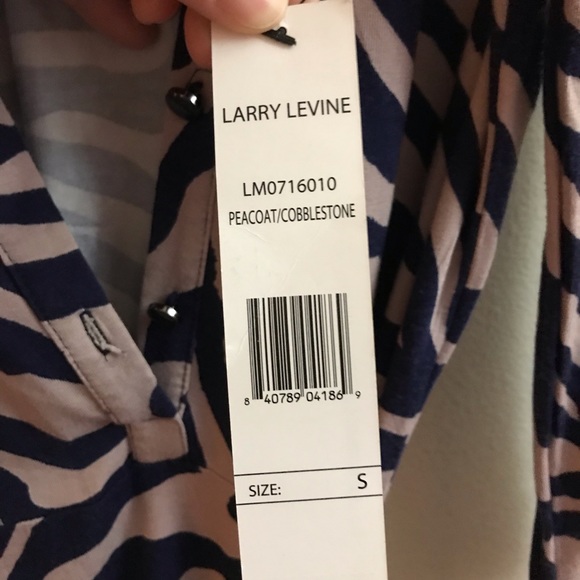 LARRY LEVINE
LM0716010
PEACOAT/COBBLESTONE
8 40789 04186 9
SIZE: S